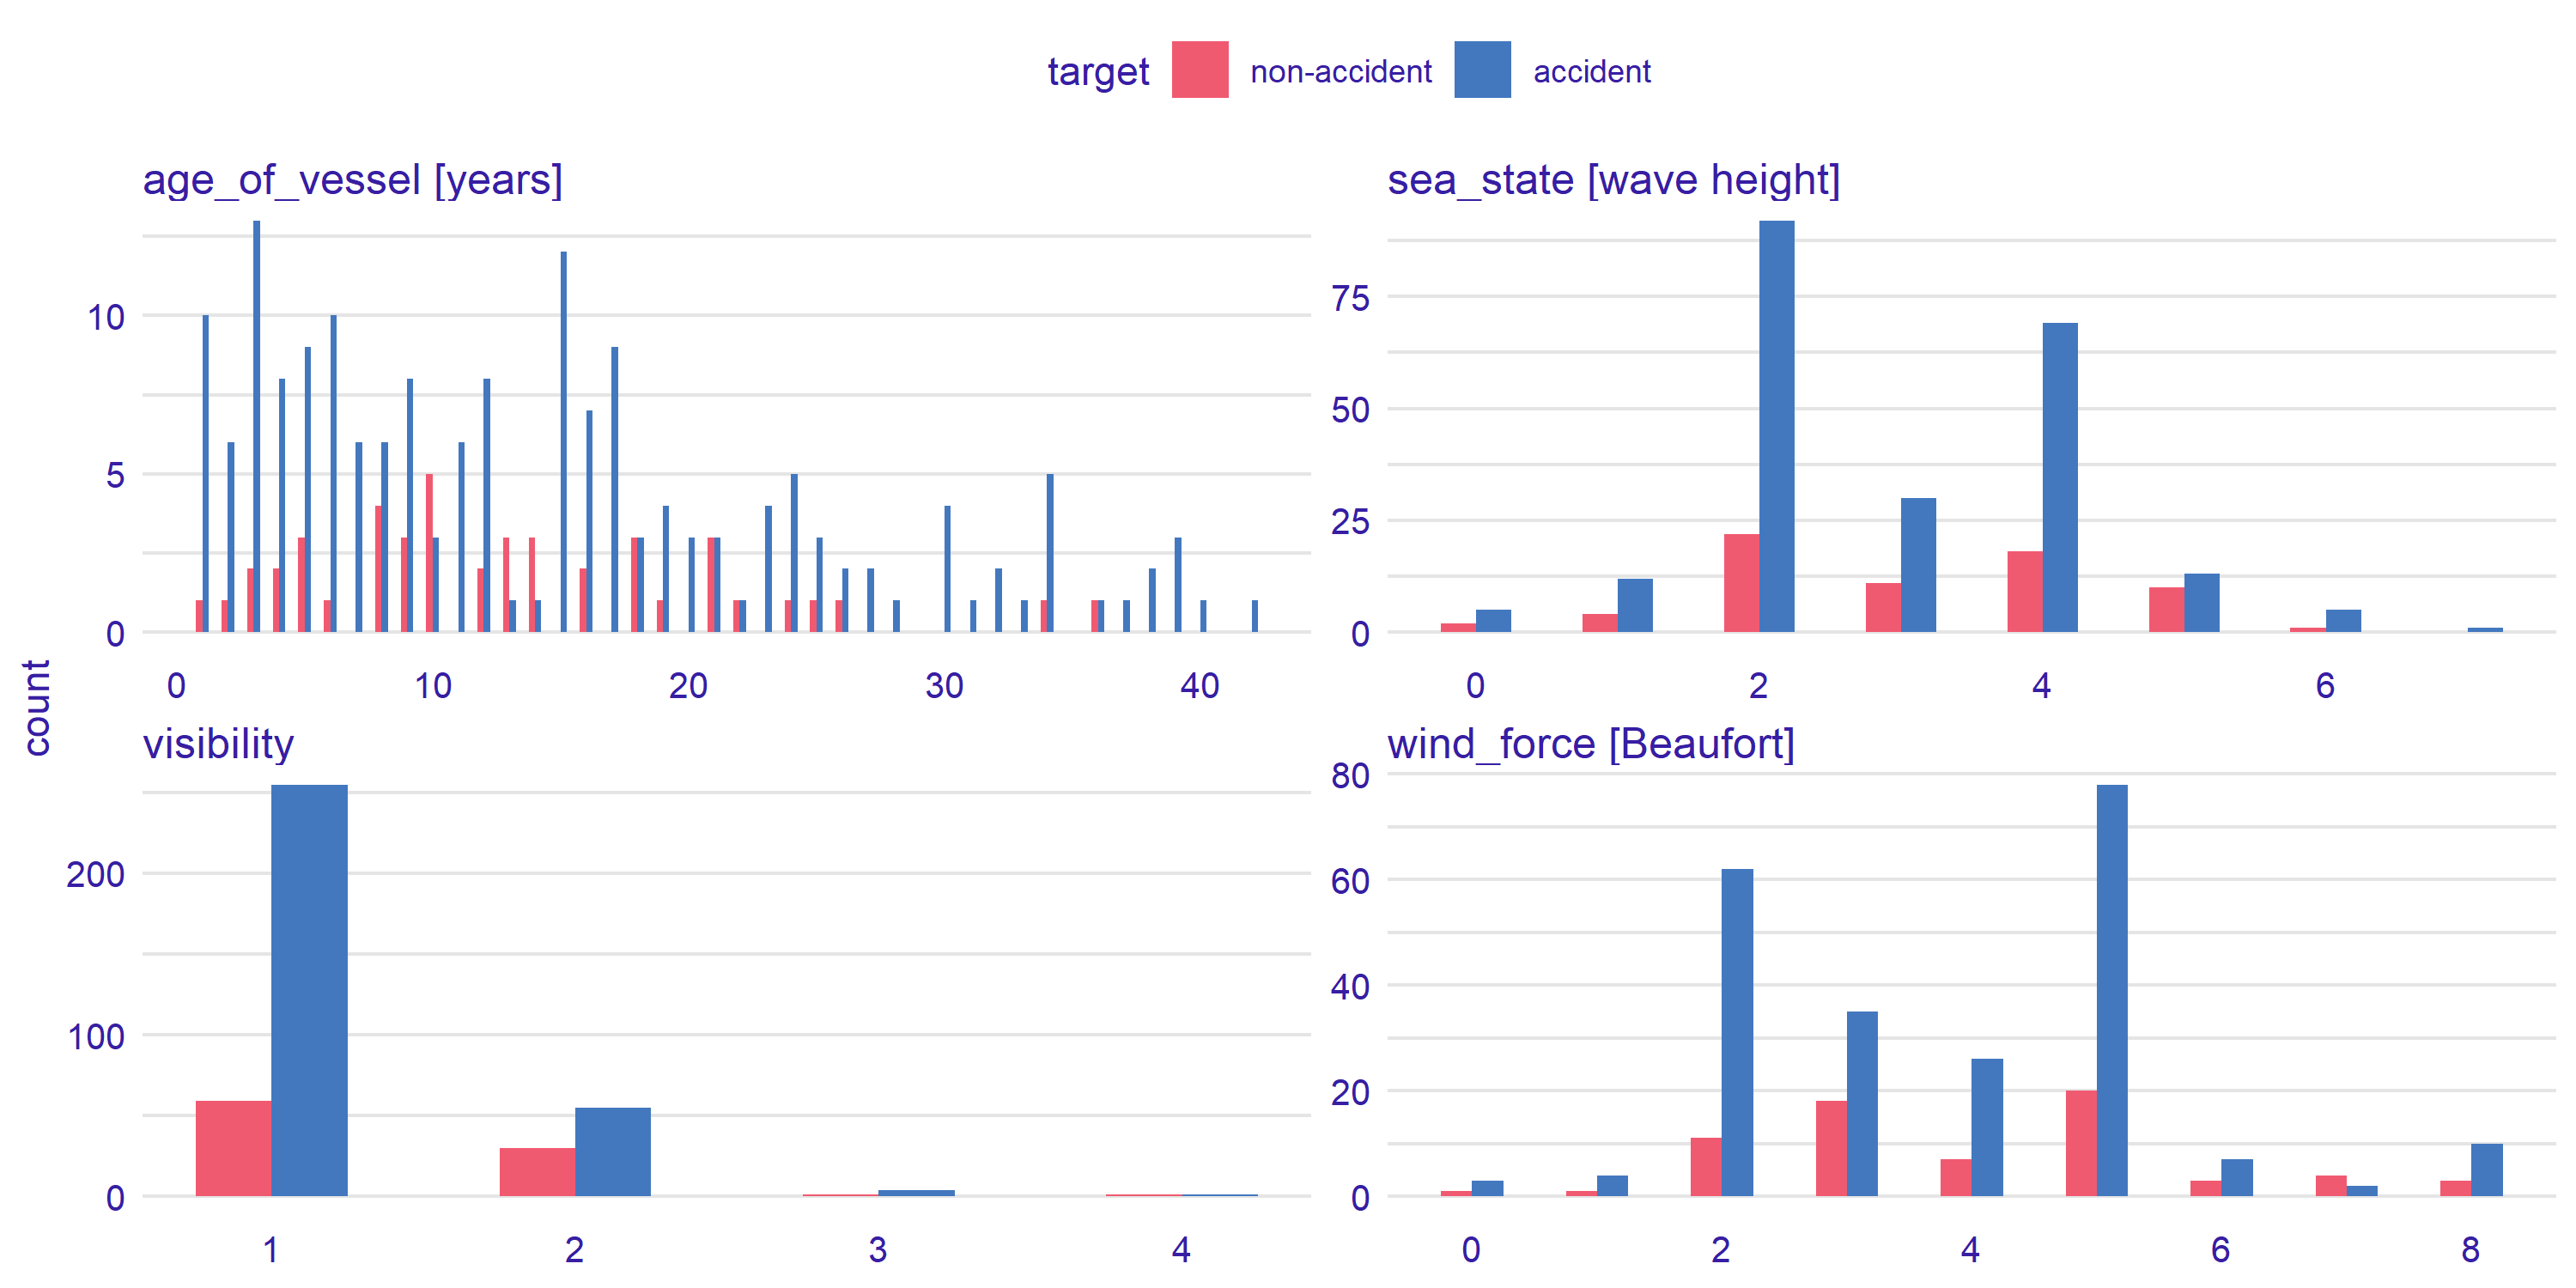 target non-accident accident
age_of_vessel [years]
10
5
0
0 10 20 30 40
sea_state [wave height]
75
50
25
0
0 2 4 6
count
visibility
200
100
0
1 2 3 4
wind_force [Beaufort]
80
60
40
20
0
0 2 4 6 8